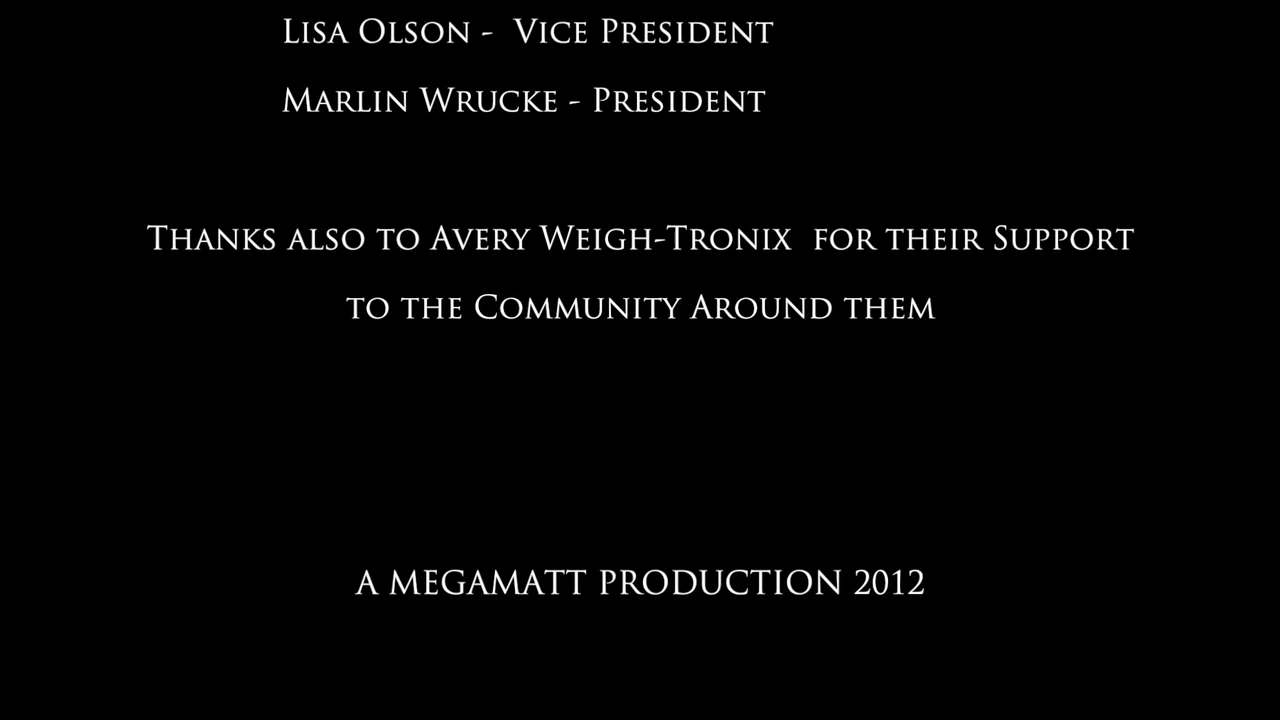 Lisa Olson -  Vice President
Marlin Wrucke - President
Thanks also to Avery Weigh-Tronix  for their Support
to the Community Around them
A MEGAMATT PRODUCTION 2012